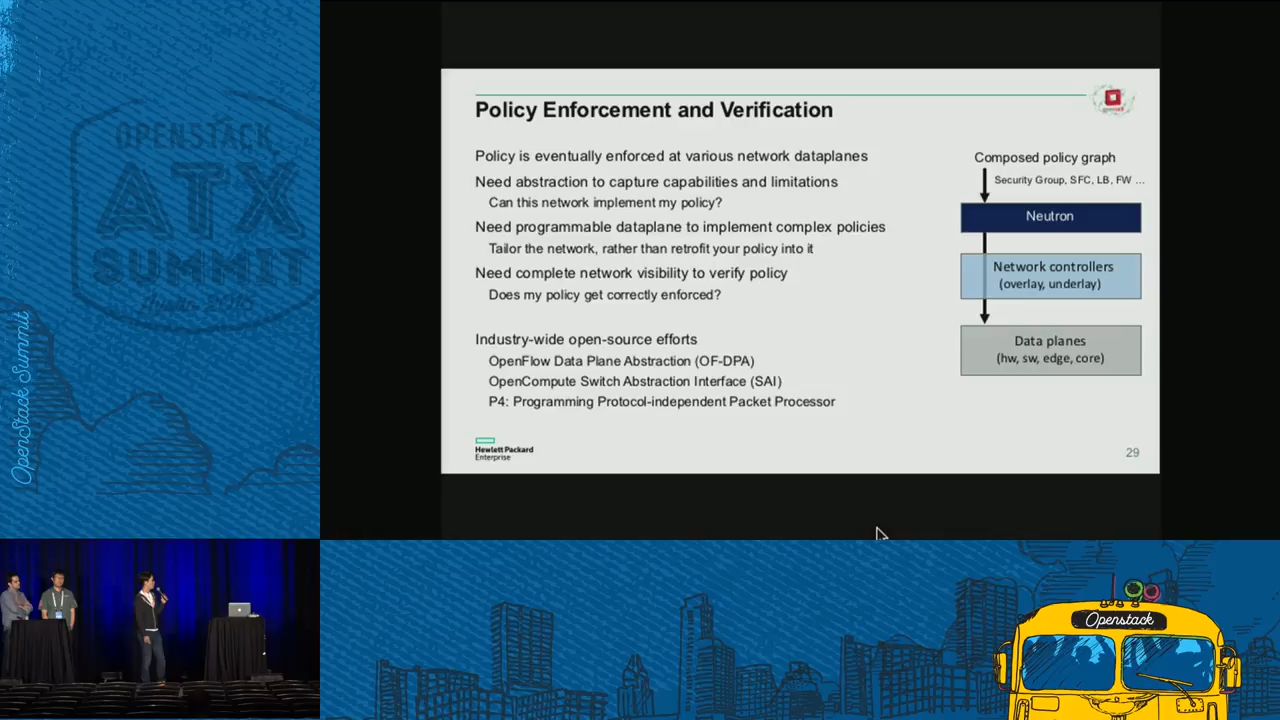 OPENSTACK
ATX
SUMMIT
Austin 2016
OpenStack Summit
Policy Enforcement and Verification
Policy is eventually enforced at various network dataplanes
Need abstraction to capture capabilities and limitations
Can this network implement my policy?
Need programmable dataplane to implement complex policies
Tailor the network, rather than retrofit your policy into it
Need complete network visibility to verify policy
Does my policy get correctly enforced?
Industry-wide open-source efforts
OpenFlow Data Plane Abstraction (OF-DPA)
OpenCompute Switch Abstraction Interface (SAI)
P4: Programming Protocol-independent Packet Processor
Composed policy graph
Security Group, SFC, LB, FW ...
Neutron
Network controllers
(overlay, underlay)
Data planes
(hw, sw, edge, core)
Hewlett Packard
Enterprise
29
Openstack